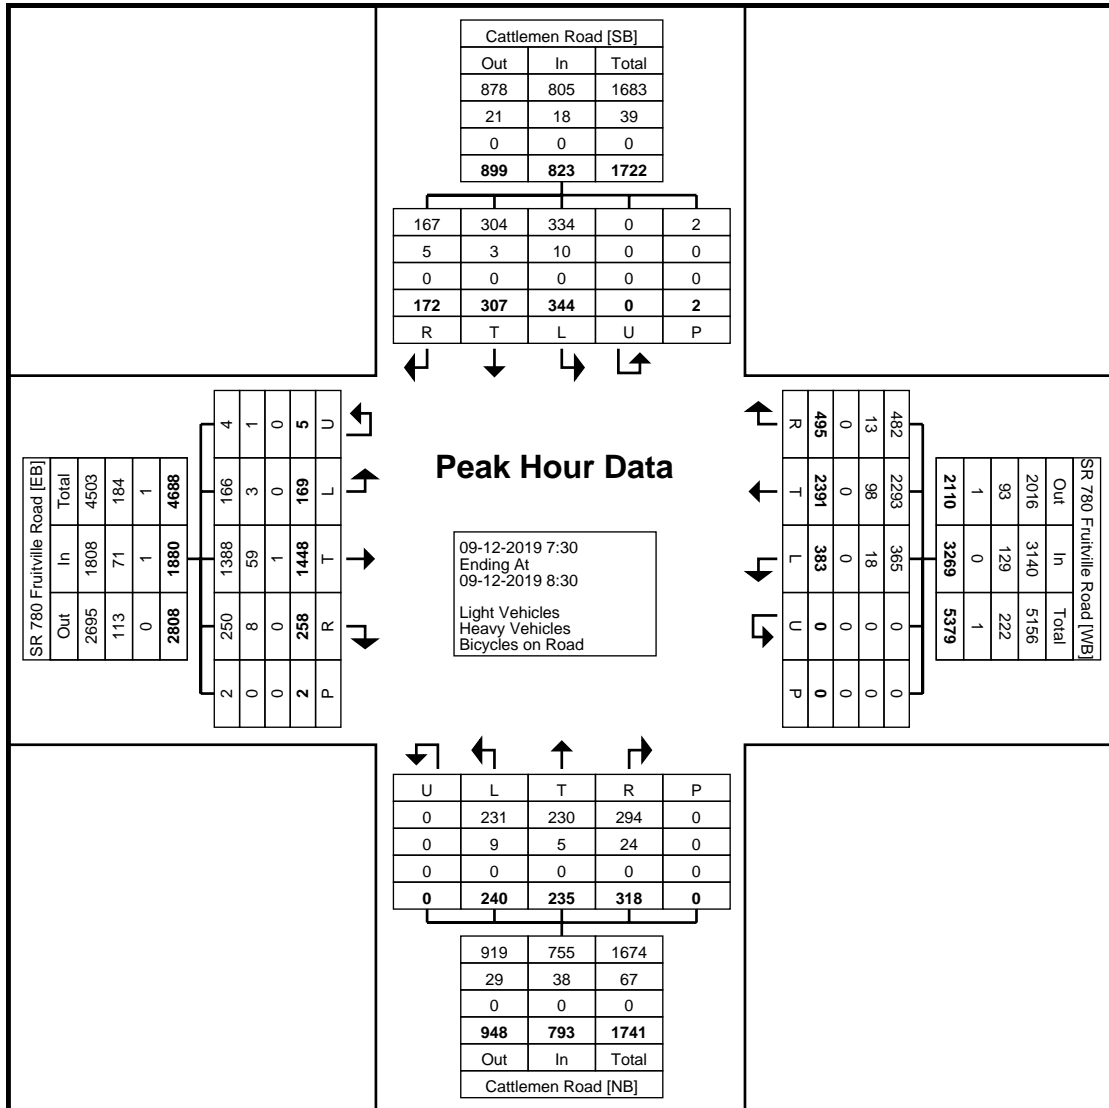 Cattlemen Road [SB]
Out In Total
878 805 1683
21 18 39
0 0 0
899 823 1722
167 304 334 0 2
5 3 10 0 0
0 0 0 0 0
172 307 344 0 2
R T L U P
SR 780 Fruitville Road [EB]
Total 4503 184 1 4688
In 1808 71 1 1880
Out 2695 113 0 2808
4 1 0 5 U
166 3 0 169 L
1388 59 1 1448 T
250 8 0 258 R
2 0 0 2 P
Peak Hour Data
09-12-2019 7:30
Ending At
09-12-2019 8:30
Light Vehicles
Heavy Vehicles
Bicycles on Road
R 495 0 13 482
T 2391 0 98 2293
L 383 0 18 365
U 0 0 0 0
P 0 0 0 0
SR 780 Fruitville Road [WB]
Out In Total
2016 3140 5156
93 129 222
1 0 1
2110 3269 5379
U L T R P
0 231 230 294 0
0 9 5 24 0
0 0 0 0 0
0 240 235 318 0
919 755 1674
29 38 67
0 0 0
948 793 1741
Out In Total
Cattlemen Road [NB]